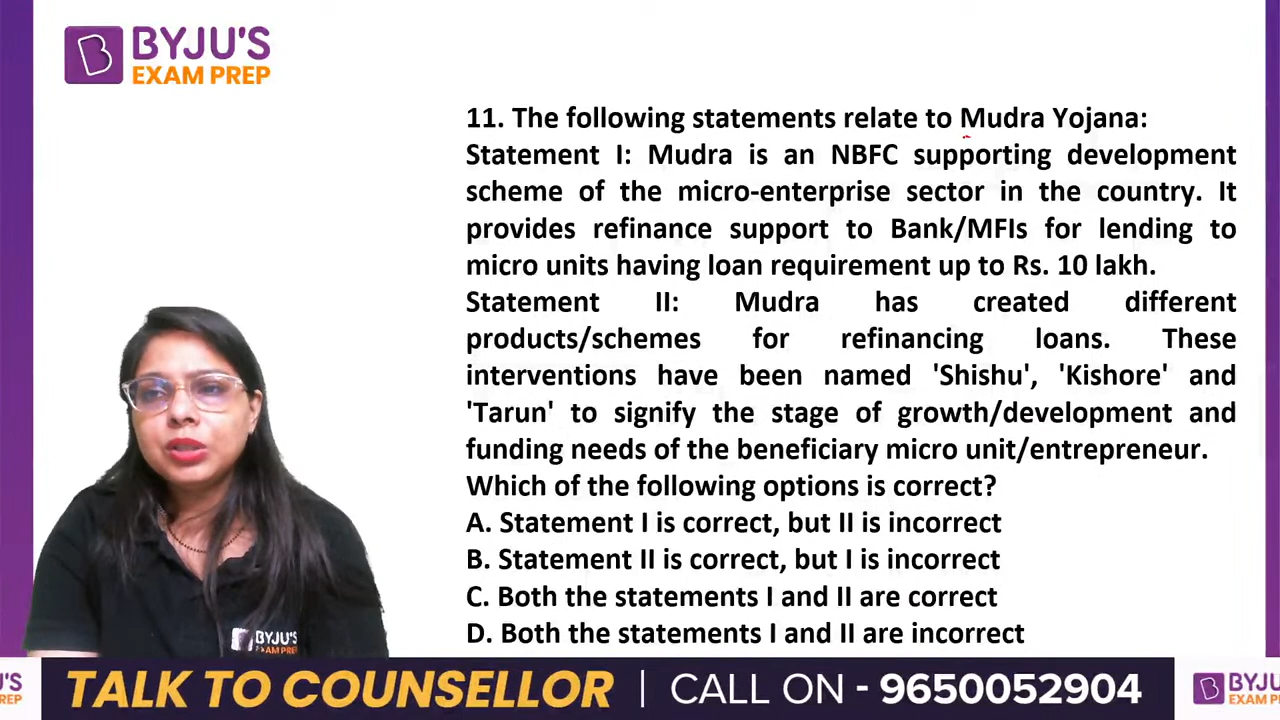 BYJU'S
EXAM PREP
11. The following statements relate to Mudra Yojana:
Statement I: Mudra is an NBFC supporting development
scheme of the micro-enterprise sector in the country. It
provides refinance support to Bank/MFIs for lending to
micro units having loan requirement up to Rs. 10 lakh.
Statement II: Mudra has created different
products/schemes for refinancing loans. These
interventions have been named 'Shishu', 'Kishore' and
'Tarun' to signify the stage of growth/development and
funding needs of the beneficiary micro unit/entrepreneur.
Which of the following options is correct?
A. Statement I is correct, but II is incorrect
B. Statement II is correct, but I is incorrect
C. Both the statements I and II are correct
D. Both the statements I and II are incorrect
BYJU'S
EXAM PREP
TALK TO COUNSELLOR | CALL ON - 9650052904